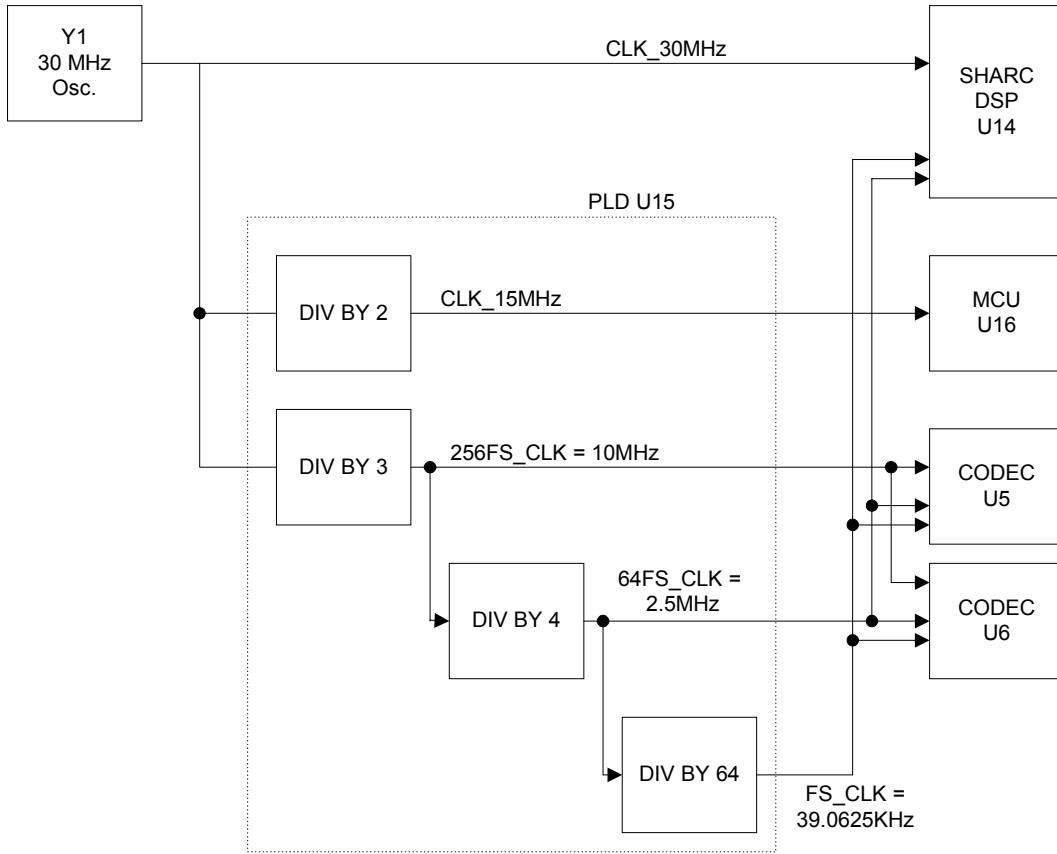 Y1
30 MHz
Osc.
CLK_30MHz
SHARC
DSP
U14
PLD U15
DIV BY 2
CLK_15MHz
MCU
U16
DIV BY 3
256FS_CLK = 10MHz
CODEC
U5
DIV BY 4
64FS_CLK =
2.5MHz
CODEC
U6
DIV BY 64
FS_CLK =
39.0625KHz